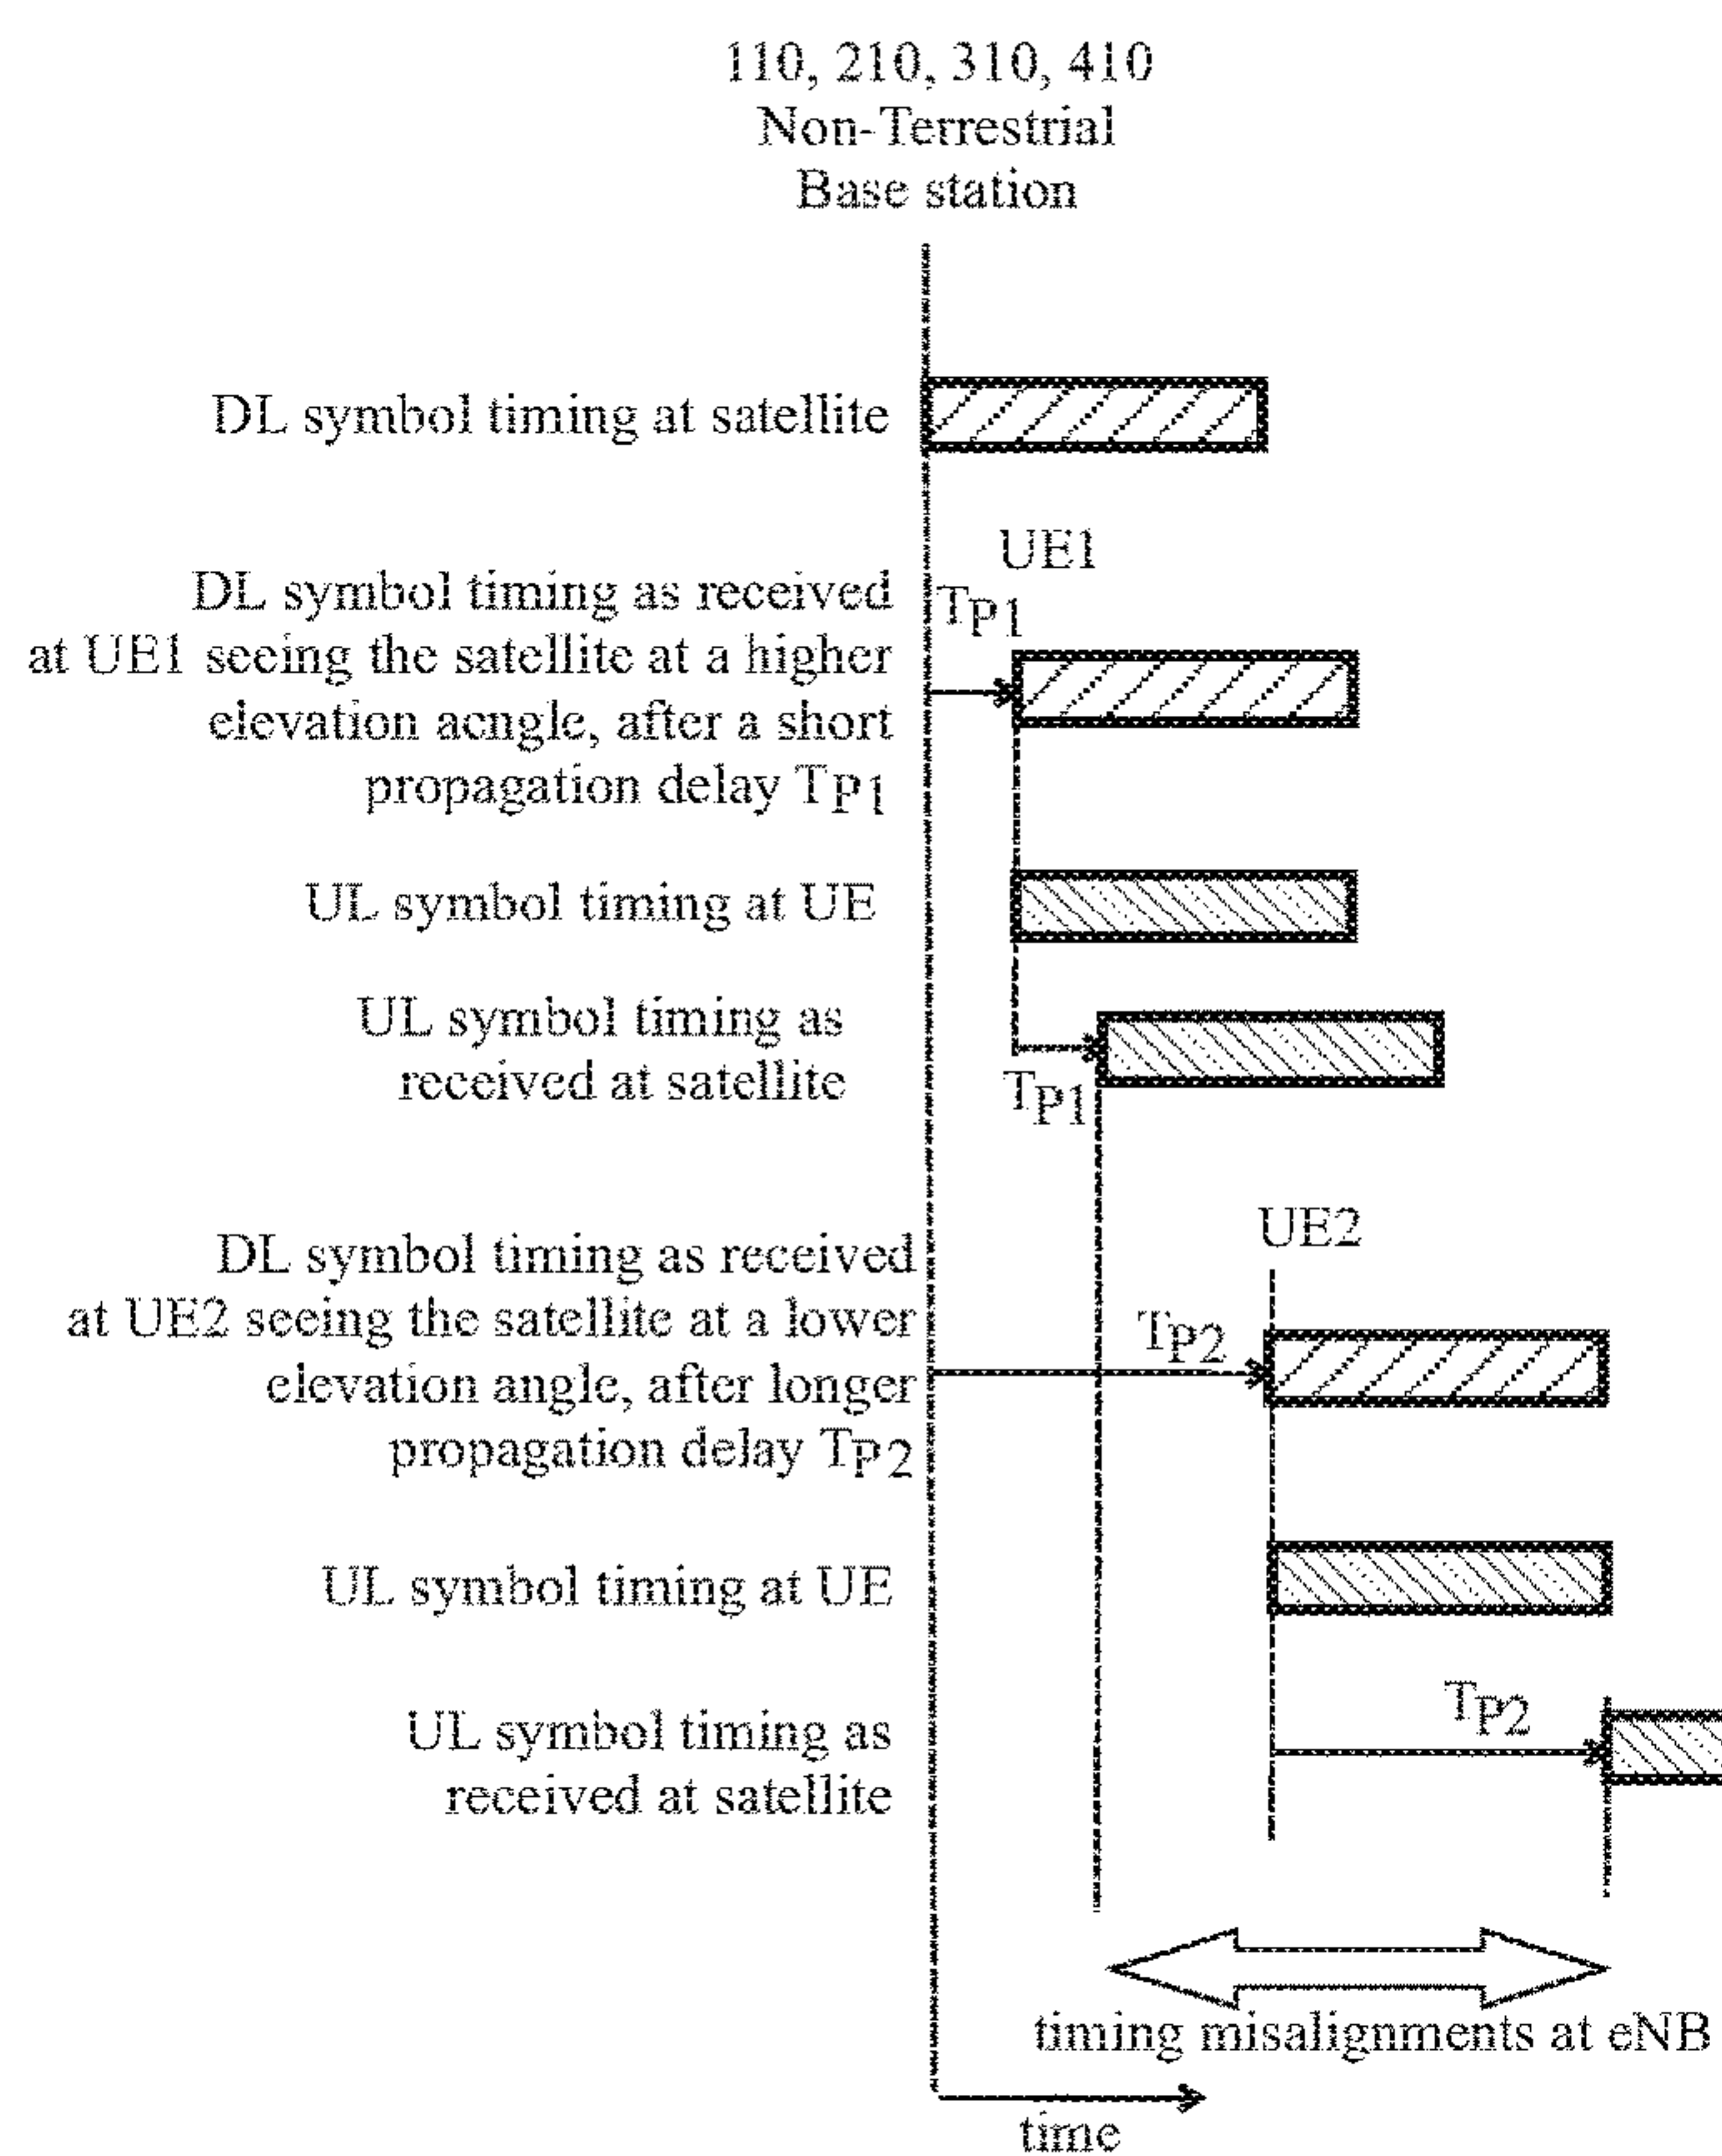 110, 210, 310, 410
Non-Terrestrial
Base station
DL symbol timing at satellite
UE1
DL symbol timing as received
at UE1 seeing the satellite at a higher
elevation acngle, after a short
propagation delay TP1
TP1
UL symbol timing at UE
UL symbol timing as
received at satellite
TP1
UE2
DL symbol timing as received
at UE2 seeing the satellite at a lower
elevation angle, after longer
propagation delay TP2
TP2
UL symbol timing at UE
TP2
UL symbol timing as
received at satellite
timing misalignments at eNB
time